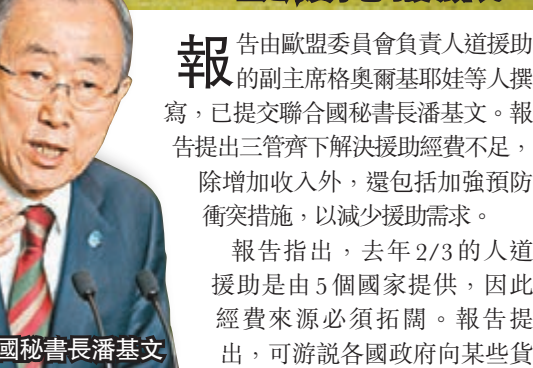 報告由歐盟委員會負責人道援助
的副主席格奧爾基耶娃等人撰
寫，已提交聯合國秘書長潘基文。報
告提出三管齊下解決援助經費不足，
除增加收入外，還包括加強預防
衝突措施，以減少援助需求。
報告指出，去年2/3的人道
援助是由5個國家提供，因此
經費來源必須拓闊。報告提
出，可游說各國政府向某些貨
國秘書長潘基文